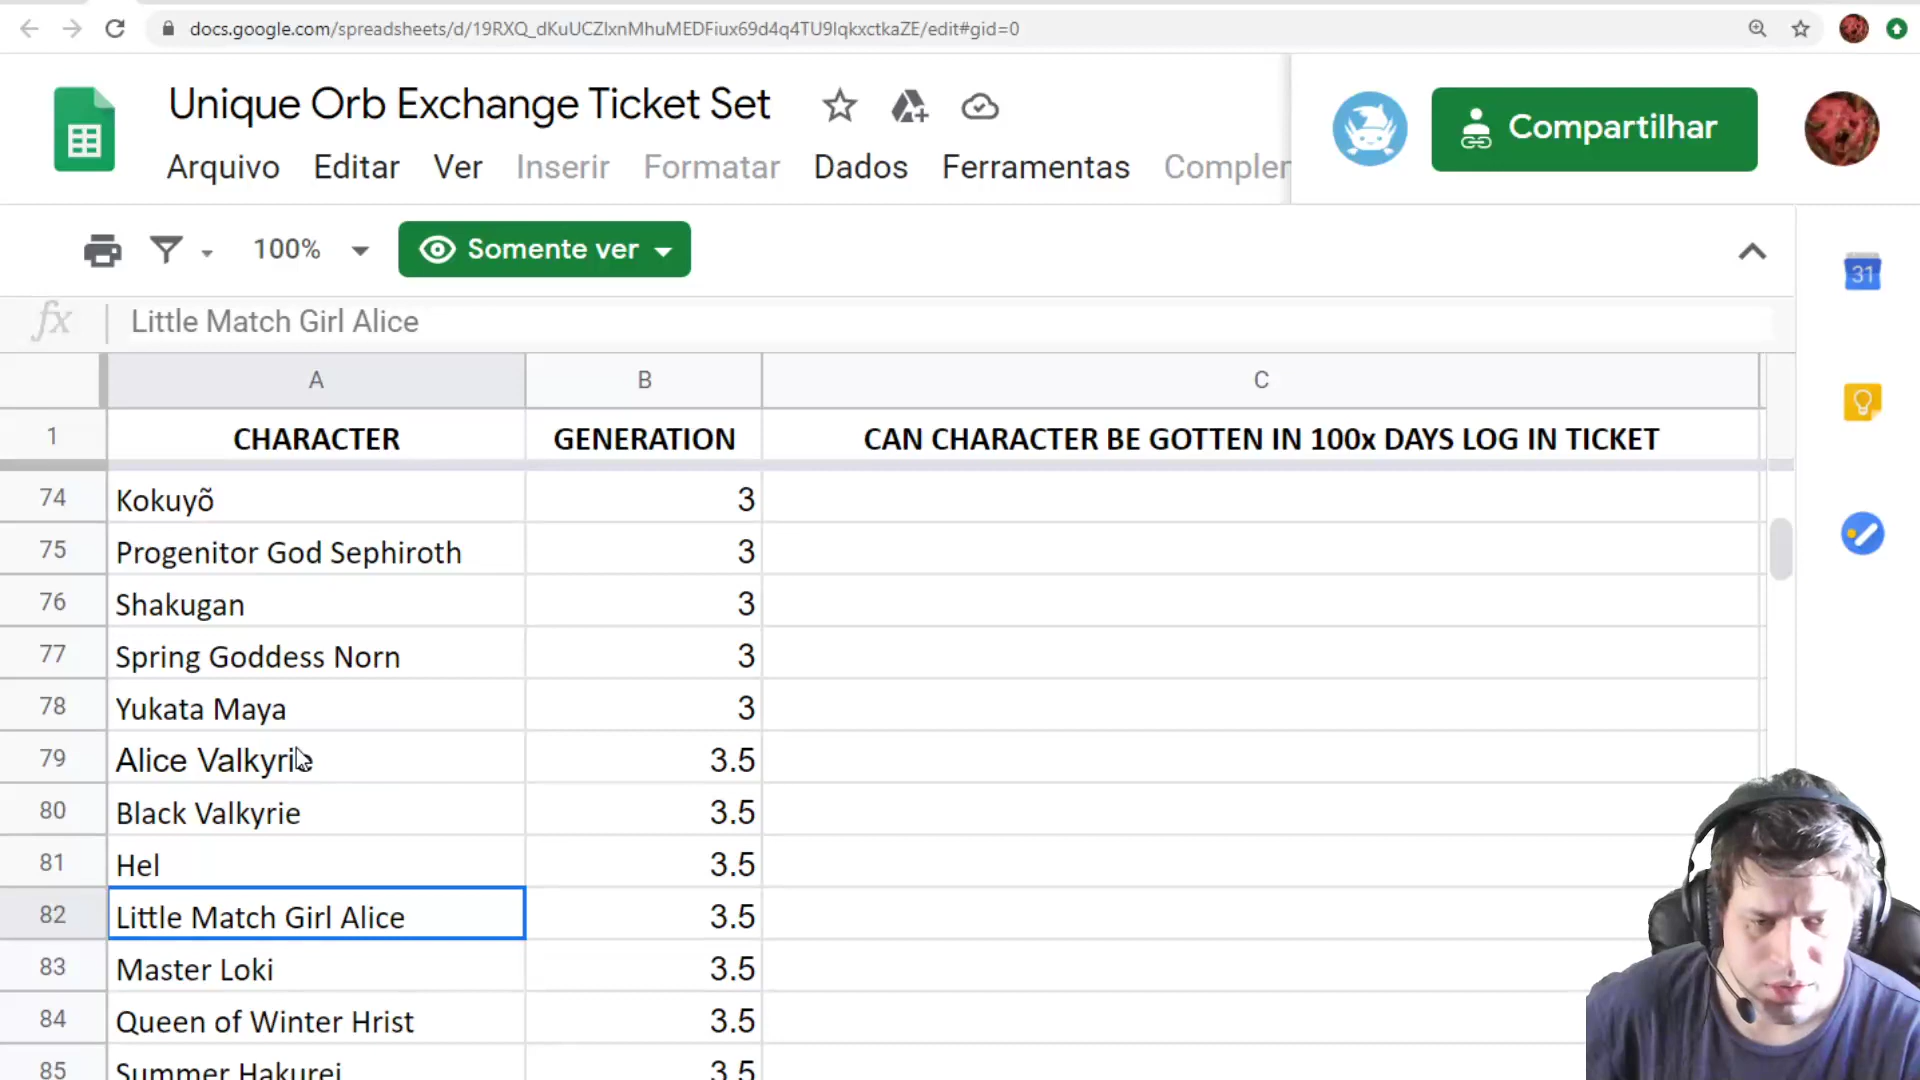 docs.google.com/spreadsheets/d/19RXQ_dKuUCZlxnMhuMEDFiux69d4q4TU9lqkxctkaZE/edit#gid=0
Unique Orb Exchange Ticket Set
Compartilhar
Arquivo Editar Ver Inserir Formatar Dados Ferramentas Compler
100% Somente ver
31
fx Little Match Girl Alice
A B C
1 CHARACTER GENERATION CAN CHARACTER BE GOTTEN IN 100x DAYS LOG IN TICKET
74 Kokuyõ 3
75 Progenitor God Sephiroth 3
76 Shakugan 3
77 Spring Goddess Norn 3
78 Yukata Maya 3
79 Alice Valkyrie 3.5
80 Black Valkyrie 3.5
81 Hel 3.5
82 Little Match Girl Alice 3.5
83 Master Loki 3.5
84 Queen of Winter Hrist 3.5
85 Summer Hakurei 3.5